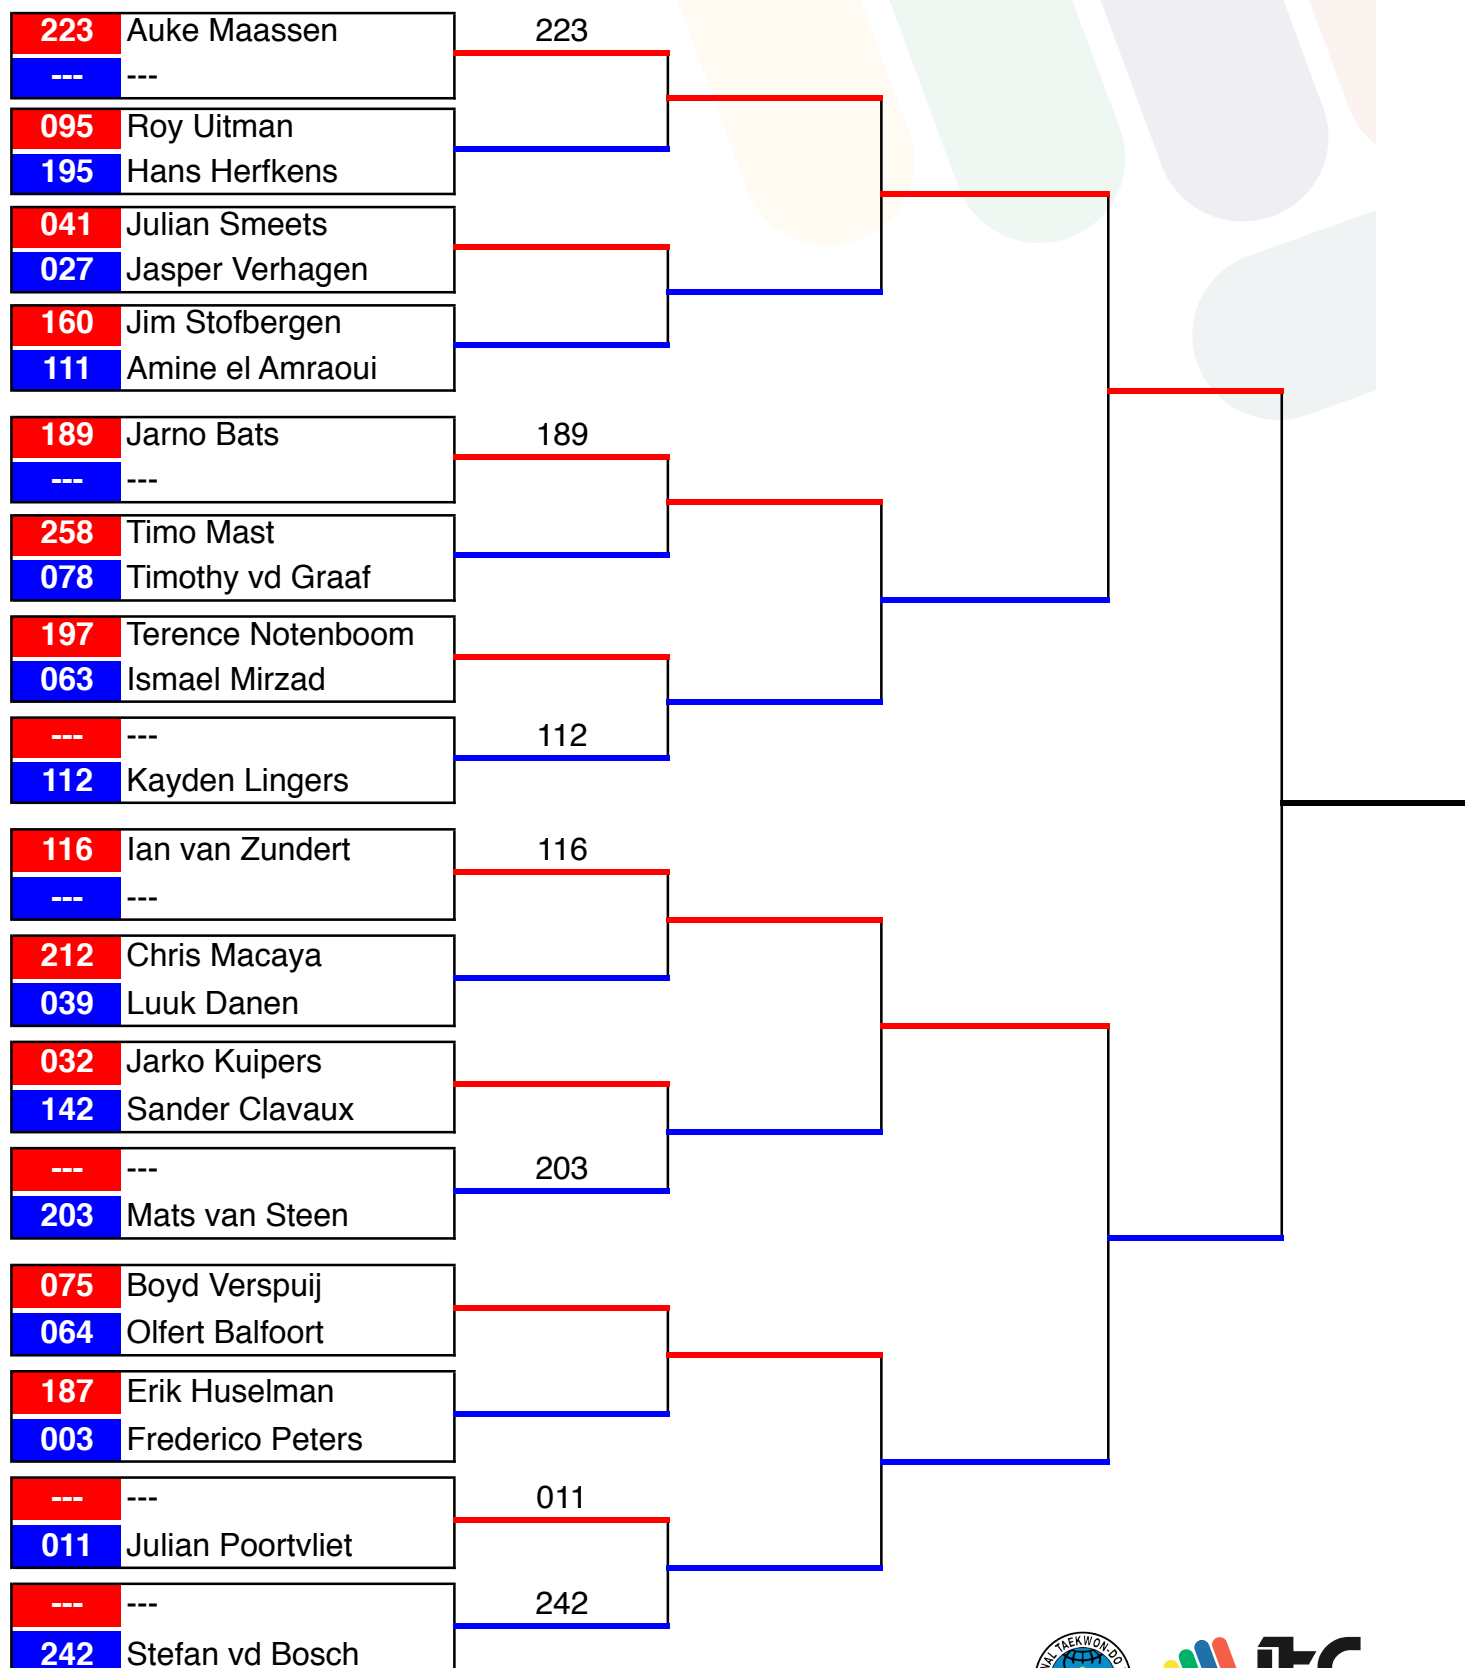 223 Auke Maassen 223
--- ---
095 Roy Uitman
195 Hans Herfkens
041 Julian Smeets
027 Jasper Verhagen
160 Jim Stofbergen
111 Amine el Amraoui
189 Jarno Bats 189
--- ---
258 Timo Mast
078 Timothy vd Graaf
197 Terence Notenboom
063 Ismael Mirzad
--- --- 112
112 Kayden Lingers
116 Ian van Zundert 116
--- ---
212 Chris Macaya
039 Luuk Danen
032 Jarko Kuipers
142 Sander Clavaux
--- --- 203
203 Mats van Steen
075 Boyd Verspuij
064 Olfert Balfoort
187 Erik Huselman
003 Frederico Peters
--- --- 011
011 Julian Poortvliet
--- --- 242
242 Stefan vd Bosch
TAEKWON-DO